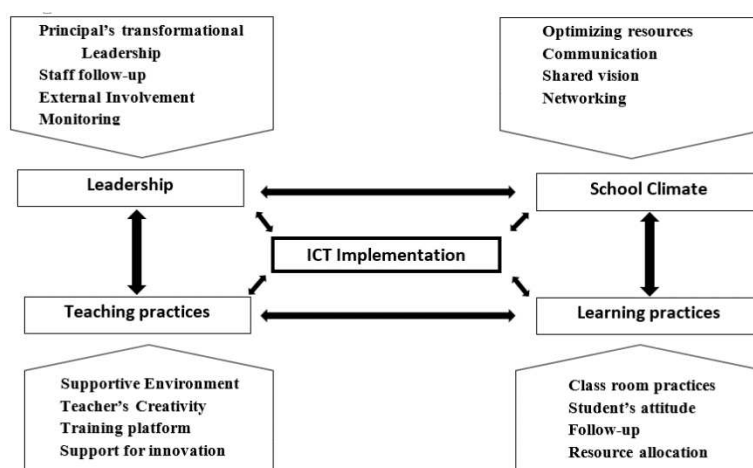 Principal's transformational
Leadership
Staff follow-up
External Involvement
Monitoring
Optimizing resources
Communication
Shared vision
Networking
Leadership
School Climate
ICT Implementation
Teaching practices
Learning practices
Supportive Environment
Teacher's Creativity
Training platform
Support for innovation
Class room practices
Student's attitude
Follow-up
Resource allocation